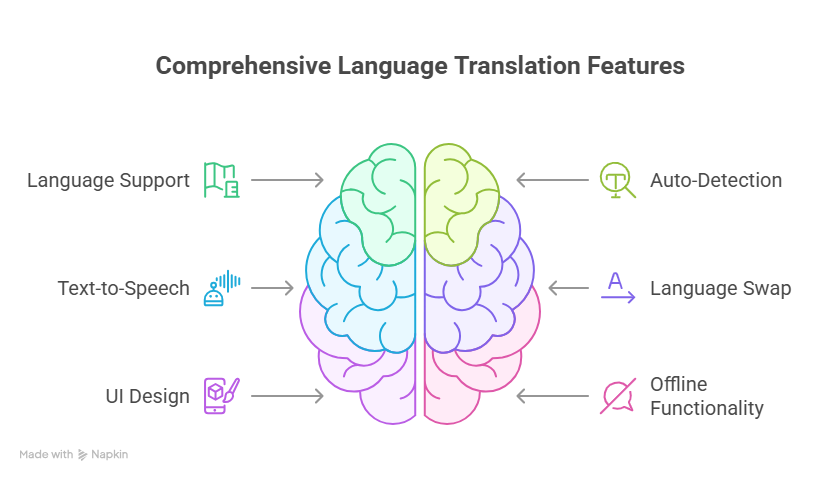 Comprehensive Language Translation Features
Language Support
Auto-Detection
Text-to-Speech
A
Language Swap
UI Design
Offline
Functionality
Made with Napkin